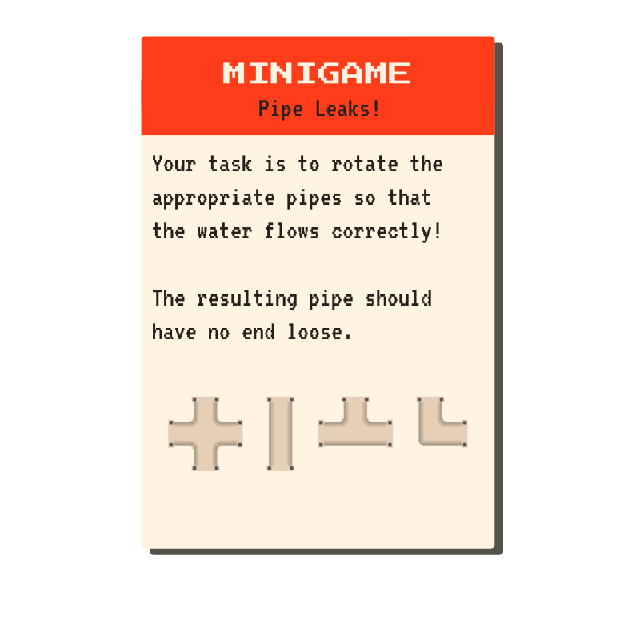 MINIGAME
Pipe Leaks!
Your task is to rotate the
appropriate pipes so that
the water flows correctly!
The resulting pipe should
have no end loose.